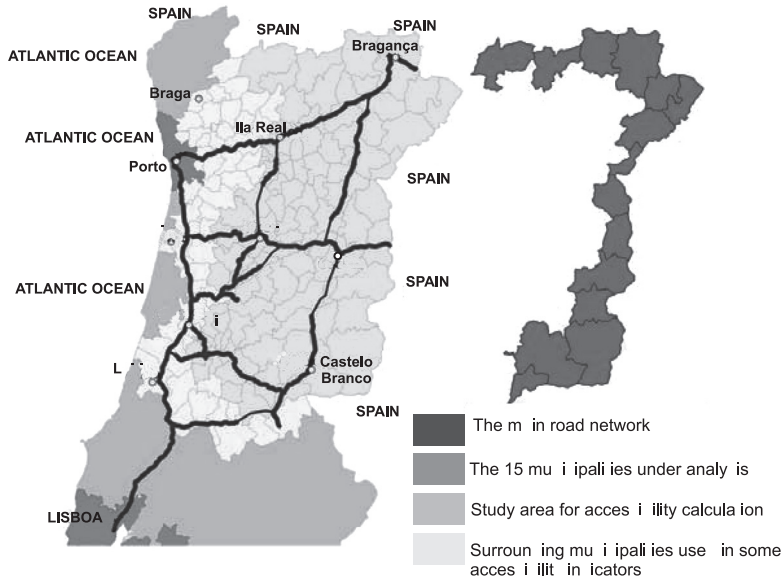 SPAIN
SPAIN
SPAIN
ATLANTIC OCEAN
Bragança
Braga
lla Real
ATLANTIC OCEAN
Porto
SPAIN
ATLANTIC OCEAN
SPAIN
i
L
Castelo
Branco
SPAIN
LISBOA
The m in road network
The 15 mu i ipali ies under analy is
Study area for acces i ility calcula ion
Surroun ing mu i ipali ies use in some
acces i ilit in icators